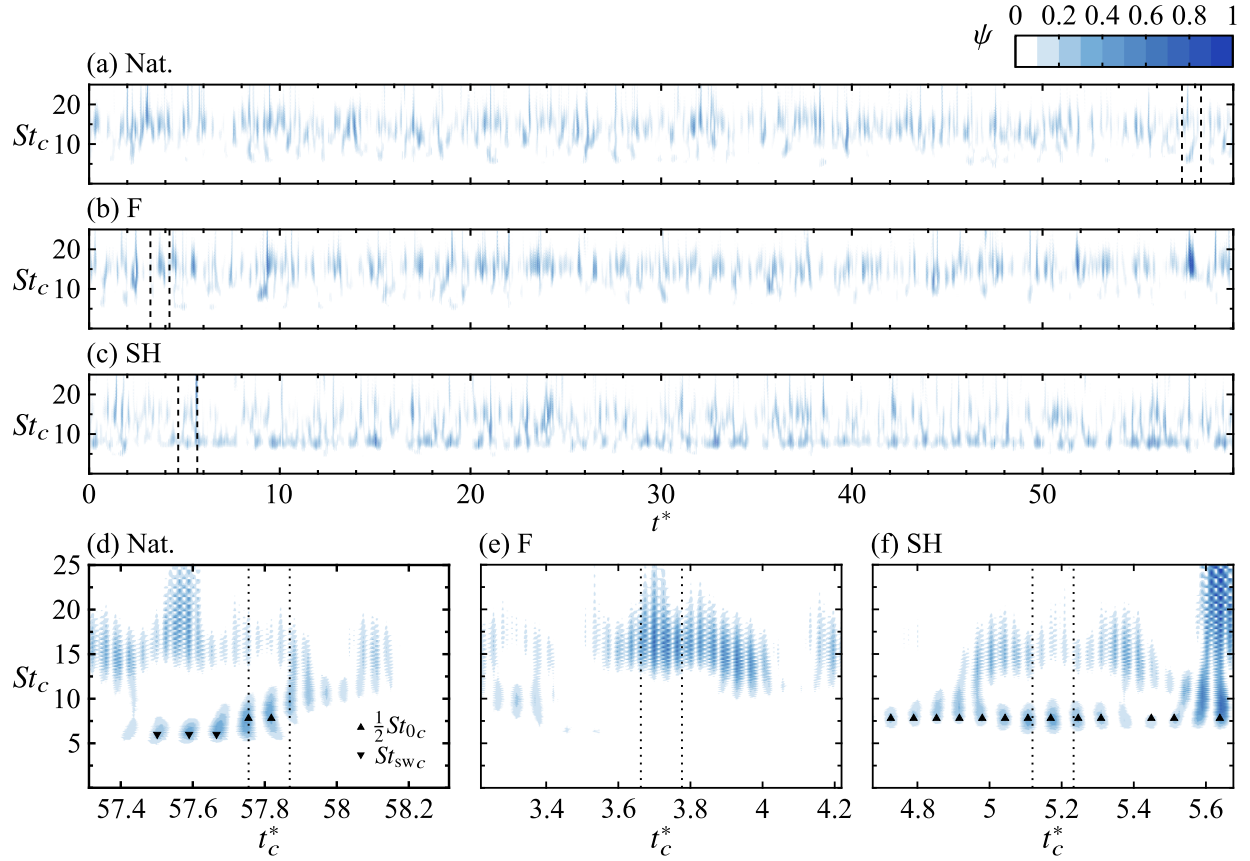 ψ 0 0.2 0.4 0.6 0.8 1
(a) Nat.
20
St_c 10
(b) F
20
St_c 10
(c) SH
20
St_c 10
0 10 20 30 40 50
t*
(d) Nat. (e) F (f) SH
25
20
15
St_c
10
5
▲ ½St₀c
▼ St_swc
57.4 57.6 57.8 58 58.2 3.4 3.6 3.8 4 4.2 4.8 5 5.2 5.4 5.6
t*_c t*_c t*_c